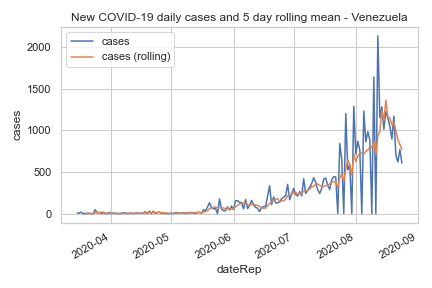 New COVID-19 daily cases and 5 day rolling mean - Venezuela
cases
cases (rolling)
2000
1500
1000
500
0
cases
2020-04
2020-05
2020-06
2020-07
2020-08
2020-09
dateRep